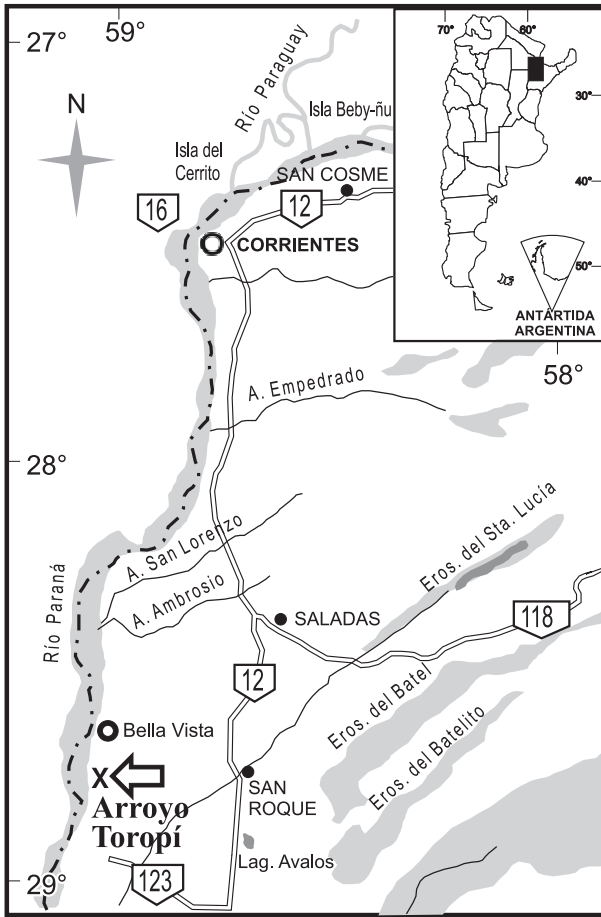 59°
27°
70°
60°
30°
40°
50°
ANTÁRTIDA
ARGENTINA
58°
N
Río Paraguay
Isla Beby-ñu
Isla del
Cerrito
SAN COSME
16
12
CORRIENTES
A. Empedrado
28°
A. San Lorenzo
A. Ambrosio
Eros. del Sta. Lucía
Río Paraná
SALADAS
118
12
Eros. del Batel
Eros. del Batelito
Bella Vista
X
Arroyo
Toropí
SAN
ROQUE
Lag. Avalos
29°
123